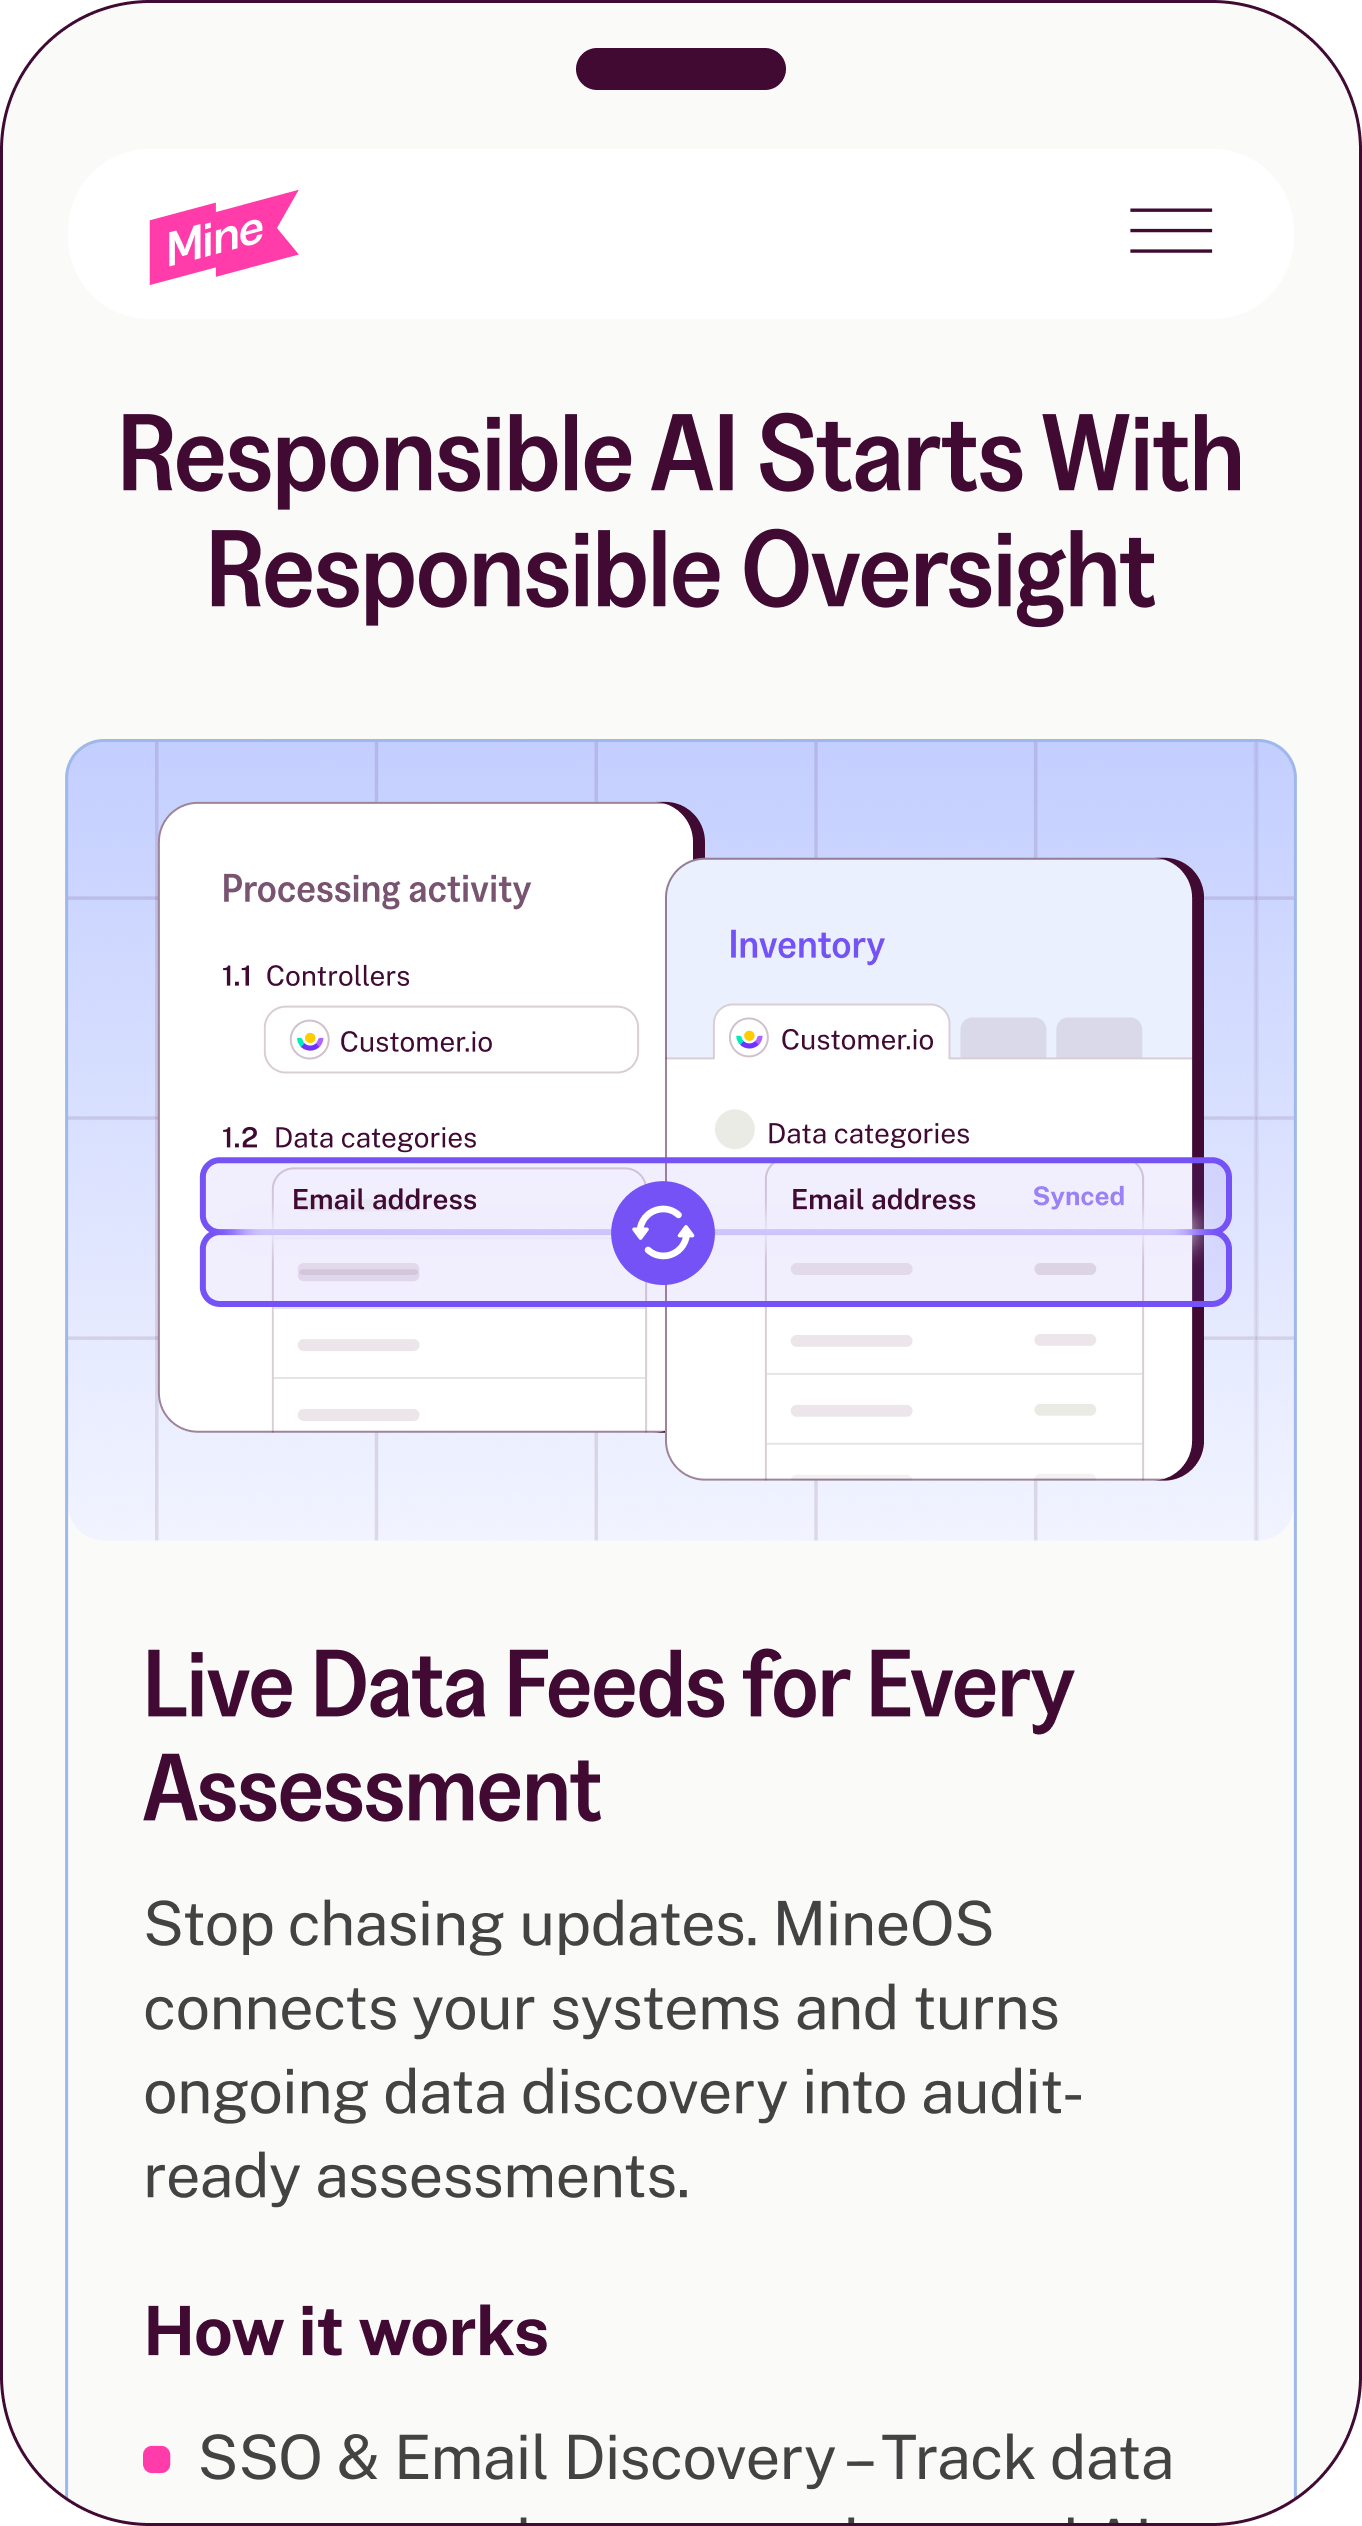 Mine
Responsible AI Starts With
Responsible Oversight
Processing activity
1.1 Controllers
Customer.io
1.2 Data categories
Email address
Inventory
Customer.io
Data categories
Email address Synced
Live Data Feeds for Every
Assessment
Stop chasing updates. MineOS
connects your systems and turns
ongoing data discovery into audit-
ready assessments.
How it works
SSO & Email Discovery – Track data